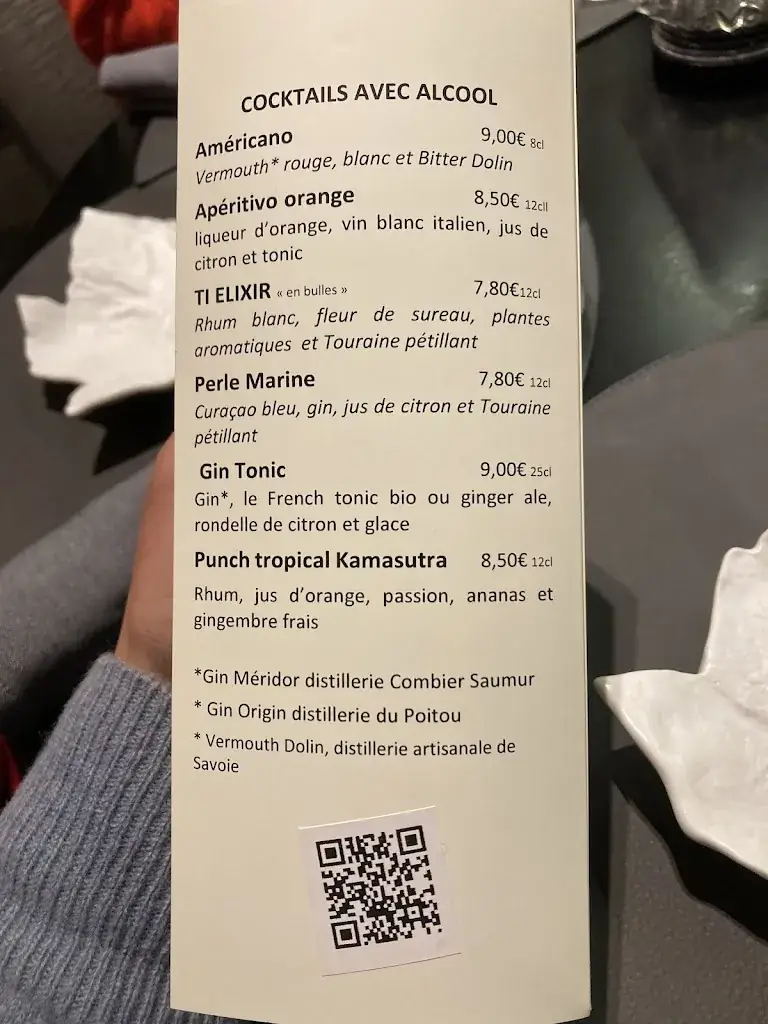 COCKTAILS AVEC ALCOOL
Américano 9,00€ 8cl
Vermouth* rouge, blanc et Bitter Dolin
Apéritivo orange 8,50€ 12cll
liqueur d'orange, vin blanc italien, jus de
citron et tonic
TI ELIXIR « en bulles » 7,80€12cl
Rhum blanc, fleur de sureau, plantes
aromatiques et Touraine pétillant
Perle Marine 7,80€ 12cl
Curaçao bleu, gin, jus de citron et Touraine
pétillant
Gin Tonic 9,00€ 25cl
Gin*, le French tonic bio ou ginger ale,
rondelle de citron et glace
Punch tropical Kamasutra 8,50€ 12cl
Rhum, jus d'orange, passion, ananas et
gingembre frais
*Gin Méridor distillerie Combier Saumur
* Gin Origin distillerie du Poitou
* Vermouth Dolin, distillerie artisanale de
Savoie